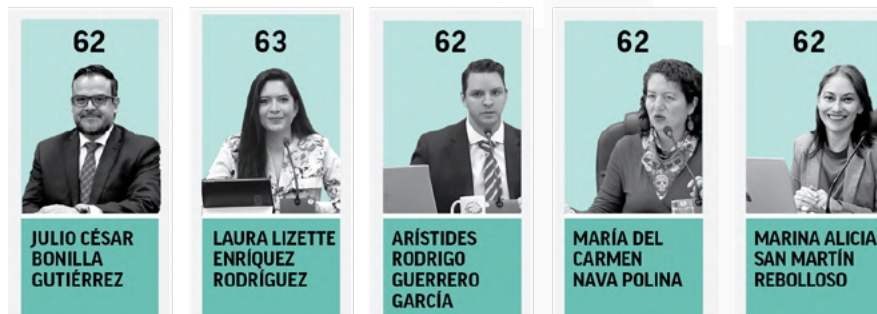 62
JULIO CÉSAR
BONILLA
GUTIÉRREZ
63
LAURA LIZETTE
ENRÍQUEZ
RODRÍGUEZ
62
ARÍSTIDES
RODRIGO
GUERRERO
GARCÍA
62
MARÍA DEL
CARMEN
NAVA POLINA
62
MARINA ALICIA
SAN MARTÍN
REBOLLOSO